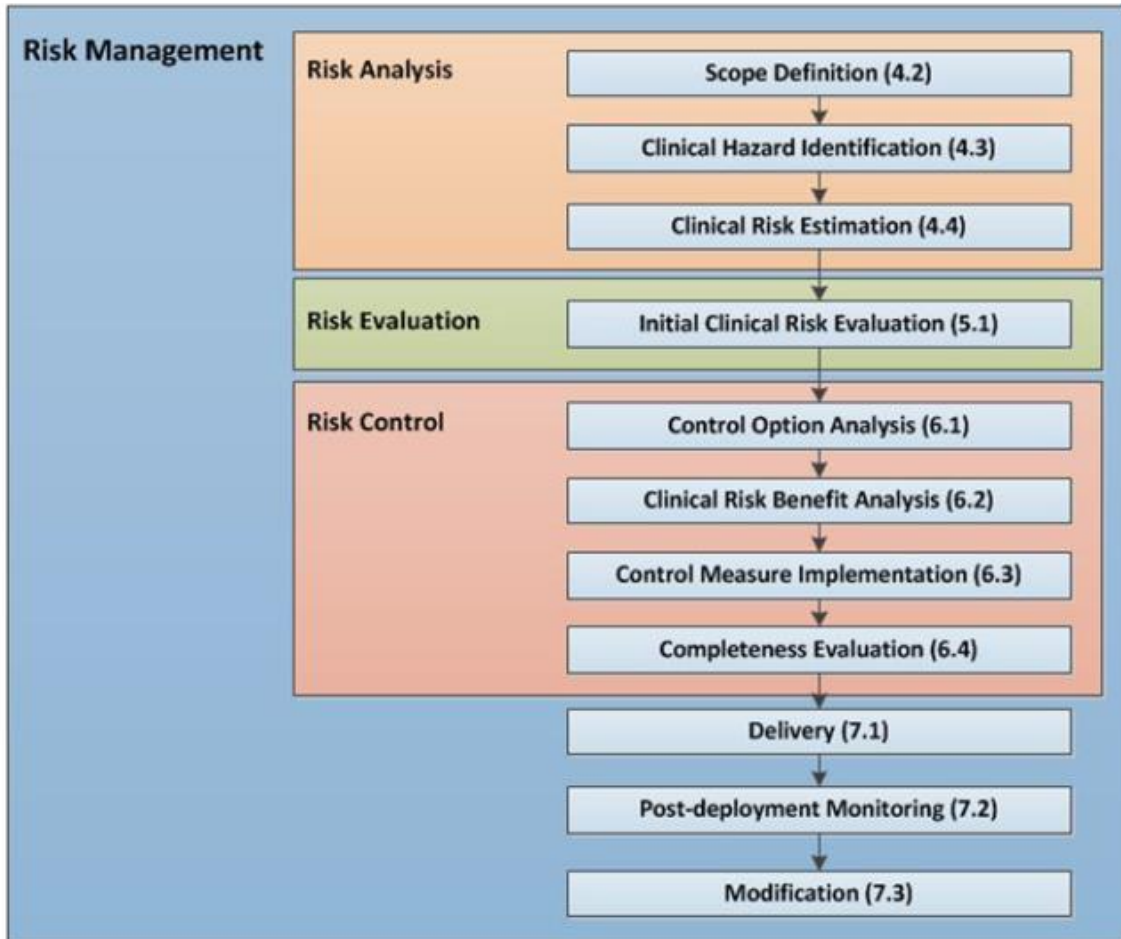 Risk Management
Risk Analysis
Scope Definition (4.2)
Clinical Hazard Identification (4.3)
Clinical Risk Estimation (4.4)
Risk Evaluation
Initial Clinical Risk Evaluation (5.1)
Risk Control
Control Option Analysis (6.1)
Clinical Risk Benefit Analysis (6.2)
Control Measure Implementation (6.3)
Completeness Evaluation (6.4)
Delivery (7.1)
Post-deployment Monitoring (7.2)
Modification (7.3)